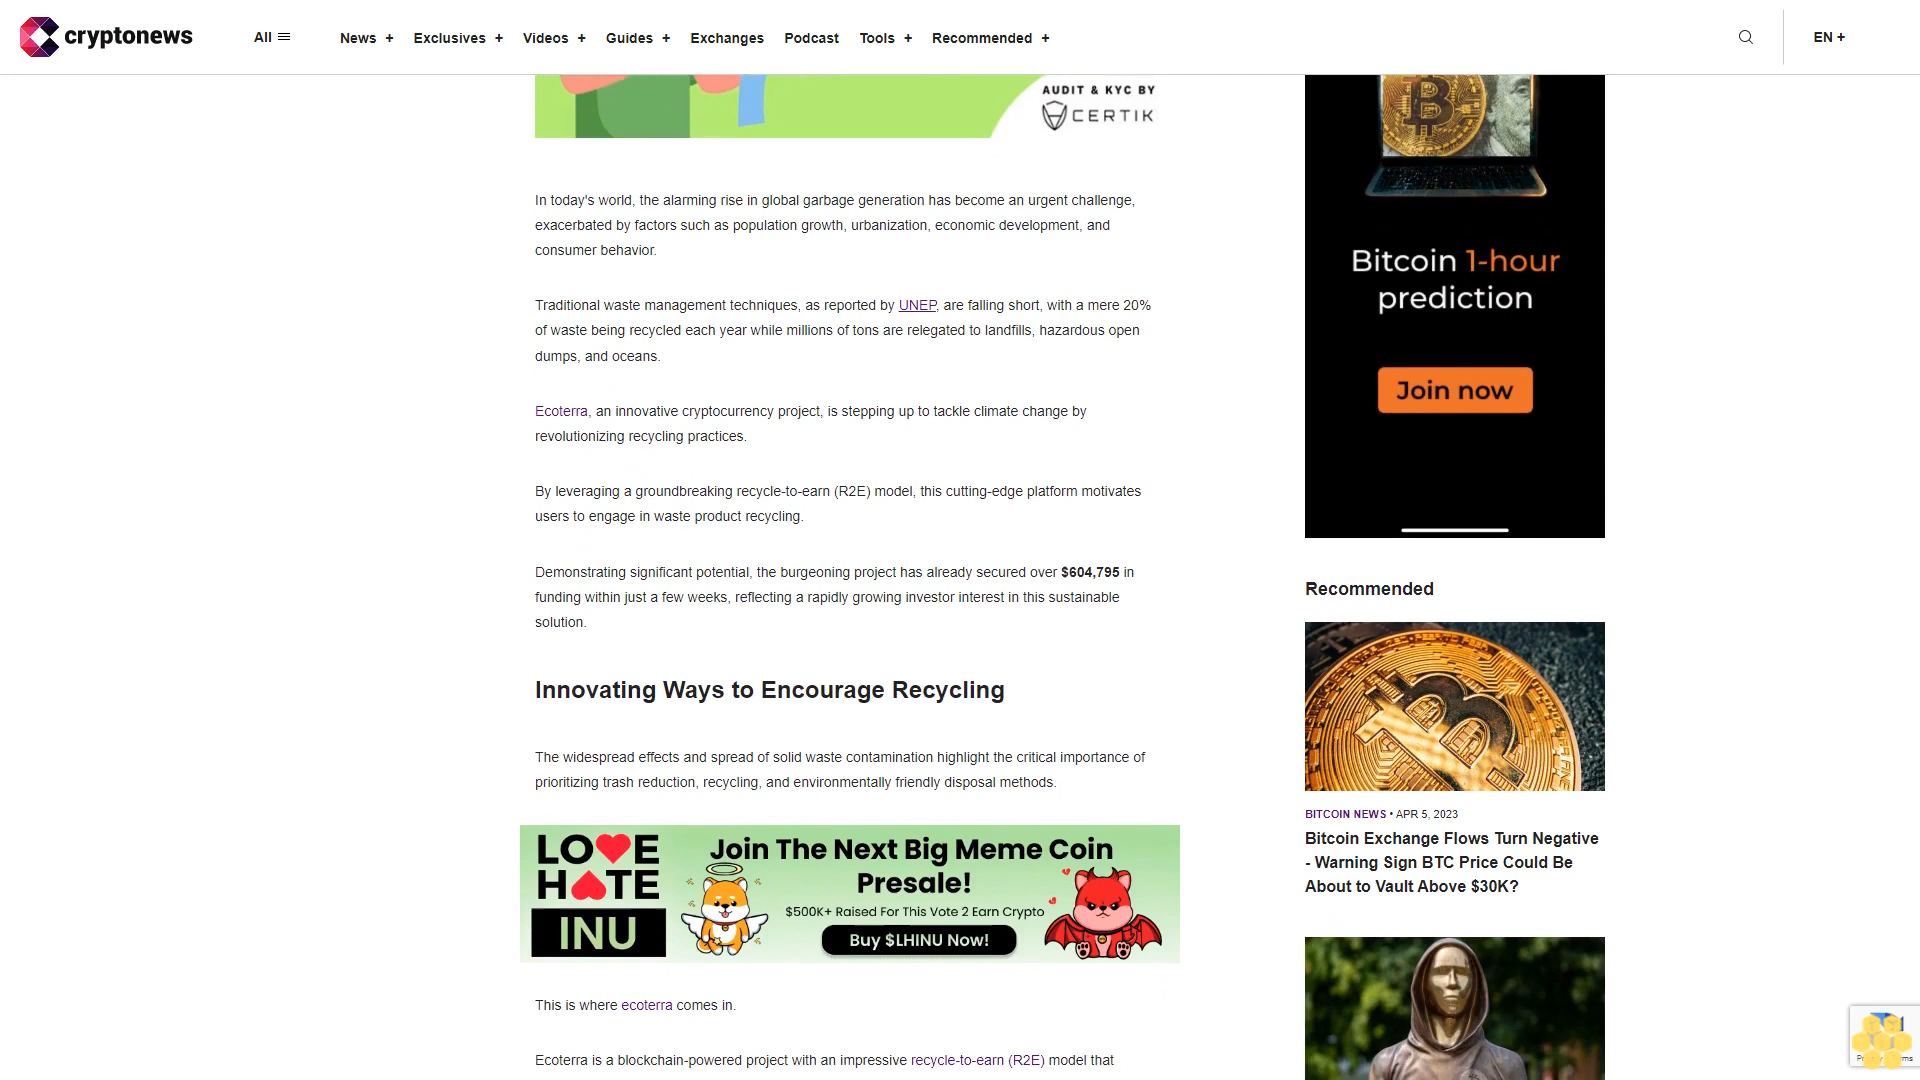 cryptonews
All
News +
Exclusives +
Videos +
Guides +
Exchanges
Podcast
Tools +
Recommended +
EN +
AUDIT & KYC BY
CERTIK
In today's world, the alarming rise in global garbage generation has become an urgent challenge,
exacerbated by factors such as population growth, urbanization, economic development, and
consumer behavior.
Traditional waste management techniques, as reported by UNEP, are falling short, with a mere 20%
of waste being recycled each year while millions of tons are relegated to landfills, hazardous open
dumps, and oceans.
Ecoterra, an innovative cryptocurrency project, is stepping up to tackle climate change by
revolutionizing recycling practices.
By leveraging a groundbreaking recycle-to-earn (R2E) model, this cutting-edge platform motivates
users to engage in waste product recycling.
Demonstrating significant potential, the burgeoning project has already secured over $604,795 in
funding within just a few weeks, reflecting a rapidly growing investor interest in this sustainable
solution.
Innovating Ways to Encourage Recycling
The widespread effects and spread of solid waste contamination highlight the critical importance of
prioritizing trash reduction, recycling, and environmentally friendly disposal methods.
LOVE
HATE
INU
Join The Next Big Meme Coin
Presale!
$500K+ Raised For This Vote 2 Earn Crypto
Buy $LHINU Now!
This is where ecoterra comes in.
Ecoterra is a blockchain-powered project with an impressive recycle-to-earn (R2E) model that
Bitcoin 1-hour
prediction
Join now
Recommended
BITCOIN NEWS • APR 5, 2023
Bitcoin Exchange Flows Turn Negative
- Warning Sign BTC Price Could Be
About to Vault Above $30K?